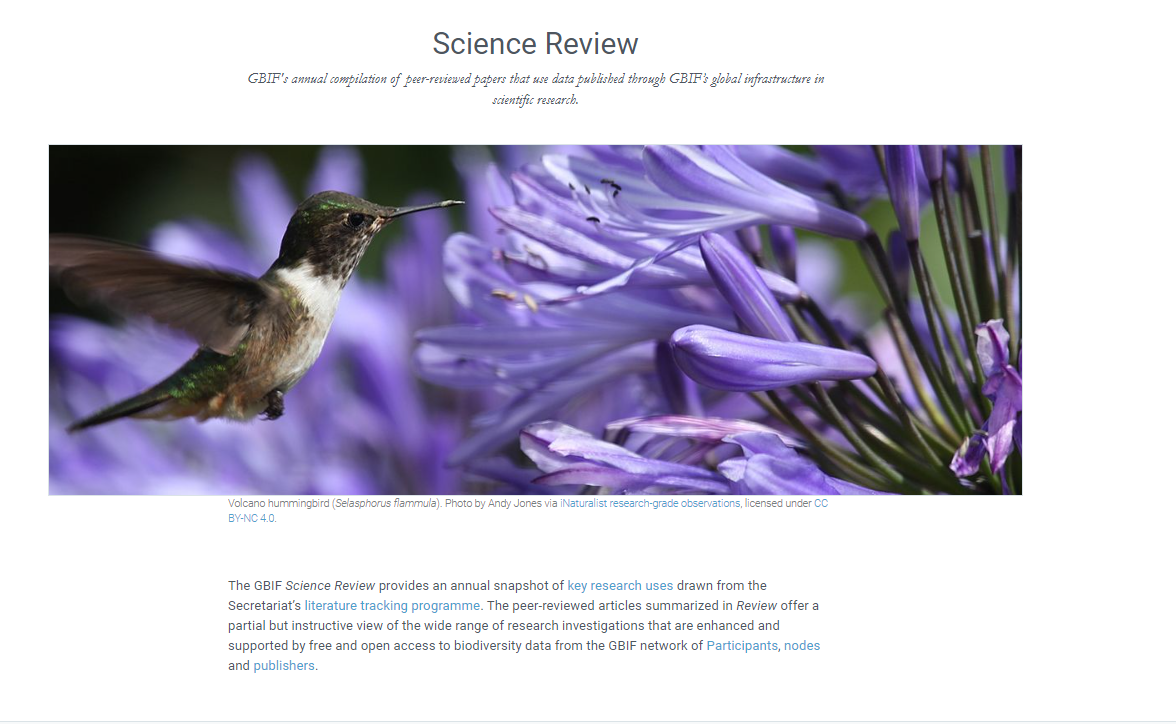 Science Review
GBIF's annual compilation of peer-reviewed papers that use data published through GBIF's global infrastructure in
scientific research.
Volcano hummingbird (Selasphorus flammula). Photo by Andy Jones via iNaturalist research-grade observations, licensed under CC
BY-NC 4.0.
The GBIF Science Review provides an annual snapshot of key research uses drawn from the
Secretariat's literature tracking programme. The peer-reviewed articles summarized in Review offer a
partial but instructive view of the wide range of research investigations that are enhanced and
supported by free and open access to biodiversity data from the GBIF network of Participants, nodes
and publishers.